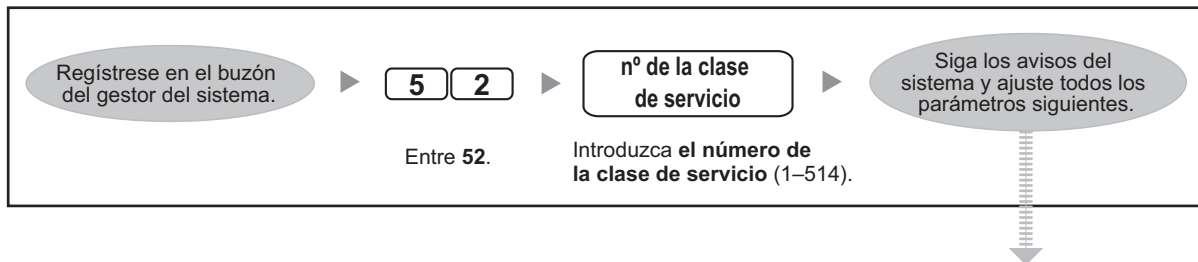 Regístrese en el buzón
del gestor del sistema.
5 2
Entre 52.
nº de la clase
de servicio
Introduzca el número de
la clase de servicio (1–514).
Siga los avisos del
sistema y ajuste todos los
parámetros siguientes.